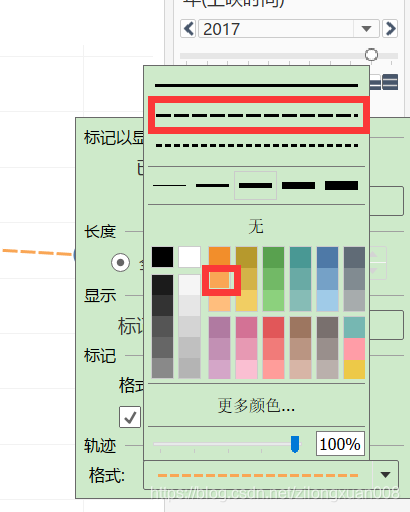 年(上映时间)
2017
标记以显
长度
显示
标记
标记
格式
无
更多颜色...
轨迹
100%
格式:
https://blog.csdn.net/zilongxuan008